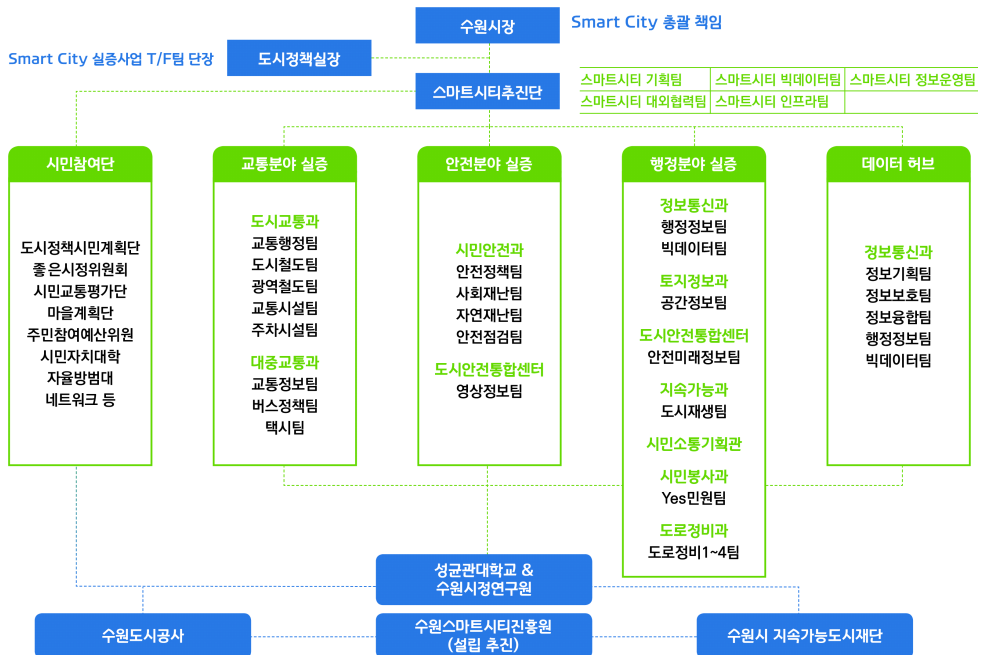 수원시장
Smart City 총괄 책임
Smart City 실증사업 T/F팀 단장
도시정책실장
스마트시티추진단
스마트시티 기획팀
스마트시티 빅데이터팀
스마트시티 정보운영팀
스마트시티 대외협력팀
스마트시티 인프라팀
시민참여단
도시정책시민계획단
좋은시정위원회
시민교통평가단
마을계획단
주민참여예산위원
시민자치대학
자율방범대
네트워크 등
교통분야 실증
도시교통과
교통행정팀
도시철도팀
광역철도팀
교통시설팀
주차시설팀
대중교통과
교통정보팀
버스정책팀
택시팀
안전분야 실증
시민안전과
안전정책팀
사회재난팀
자연재난팀
안전점검팀
도시안전통합센터
영상정보팀
행정분야 실증
정보통신과
행정정보팀
빅데이터팀
토지정보과
공간정보팀
도시안전통합센터
안전미래정보팀
지속가능과
도시재생팀
시민소통기획관
시민봉사과
Yes민원팀
도로정비과
도로정비1~4팀
데이터 허브
정보통신과
정보기획팀
정보보호팀
정보융합팀
행정정보팀
빅데이터팀
성균관대학교 &
수원시정연구원
수원도시공사
수원스마트시티진흥원
(설립 추진)
수원시 지속가능도시재단